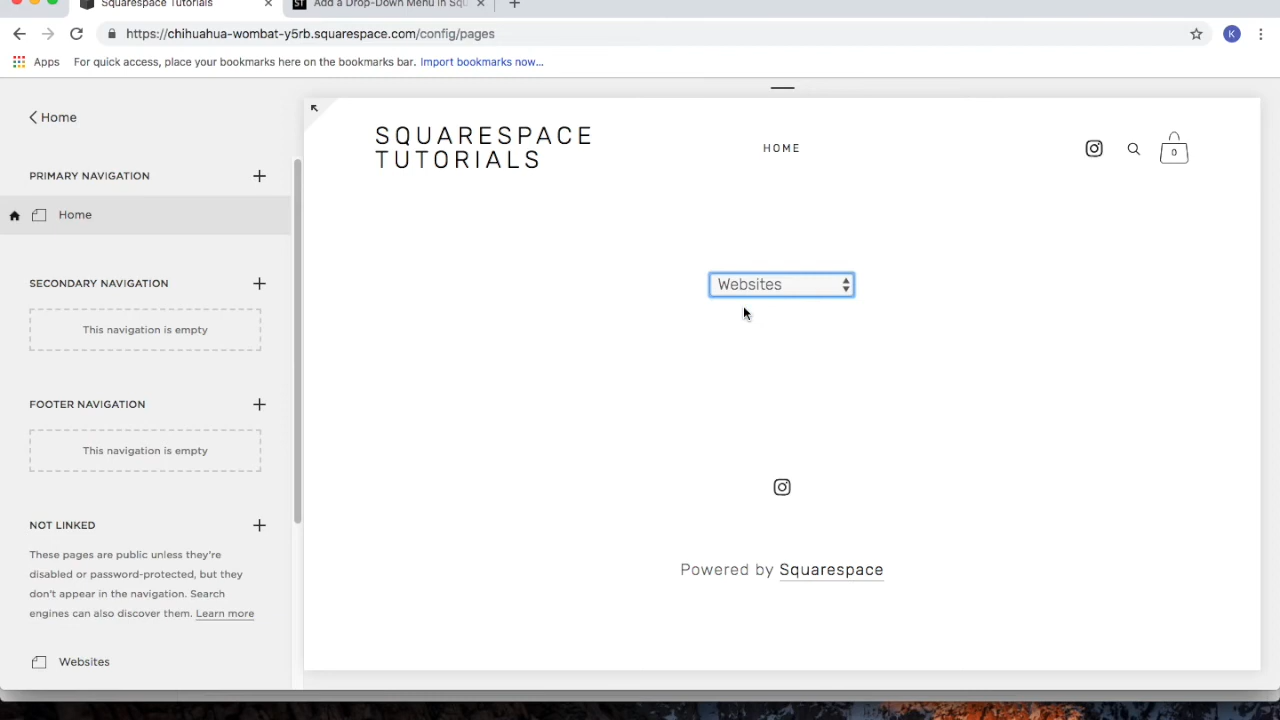 Squarespace Tutorials
Add a Drop-Down Menu in Squ
https://chihuahua-wombat-y5rb.squarespace.com/config/pages
K
Apps
For quick access, place your bookmarks here on the bookmarks bar. Import bookmarks now...
Home
PRIMARY NAVIGATION
Home
SECONDARY NAVIGATION
This navigation is empty
FOOTER NAVIGATION
This navigation is empty
NOT LINKED
These pages are public unless they're
disabled or password-protected, but they
don't appear in the navigation. Search
engines can also discover them. Learn more
Websites
SQUARESPACE
TUTORIALS
HOME
0
Websites
Powered by Squarespace